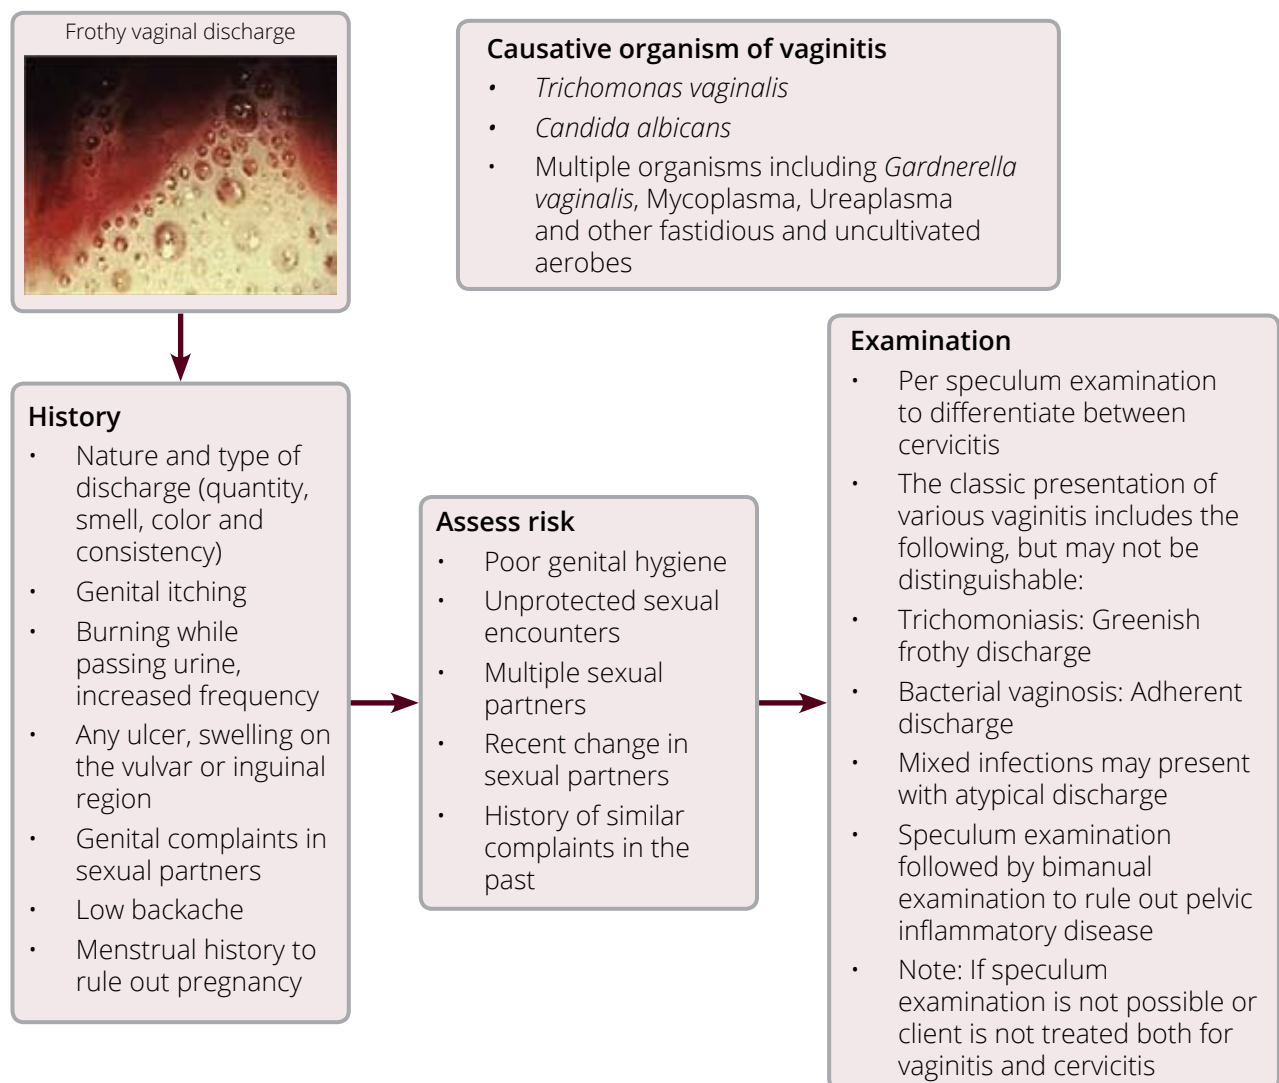 Frothy vaginal discharge
Causative organism of vaginitis
• Trichomonas vaginalis
• Candida albicans
• Multiple organisms including Gardnerella
vaginalis, Mycoplasma, Ureaplasma
and other fastidious and uncultivated
aerobes
History
• Nature and type of
discharge (quantity,
smell, color and
consistency)
• Genital itching
• Burning while
passing urine,
increased frequency
• Any ulcer, swelling on
the vulvar or inguinal
region
• Genital complaints in
sexual partners
• Low backache
• Menstrual history to
rule out pregnancy
Assess risk
• Poor genital hygiene
• Unprotected sexual
encounters
• Multiple sexual
partners
• Recent change in
sexual partners
• History of similar
complaints in the
past
Examination
• Per speculum examination
to differentiate between
cervicitis
• The classic presentation of
various vaginitis includes the
following, but may not be
distinguishable:
• Trichomoniasis: Greenish
frothy discharge
• Bacterial vaginosis: Adherent
discharge
• Mixed infections may present
with atypical discharge
• Speculum examination
followed by bimanual
examination to rule out pelvic
inflammatory disease
• Note: If speculum
examination is not possible or
client is not treated both for
vaginitis and cervicitis